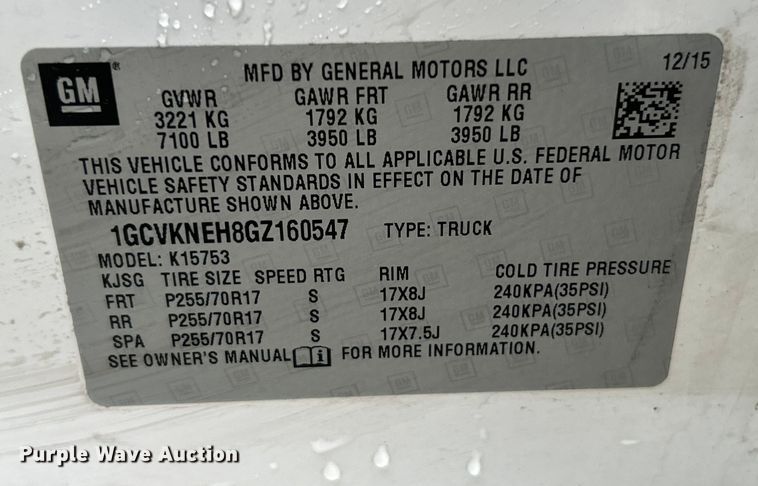 GM
MFD BY GENERAL MOTORS LLC 12/15
GVWR GAWR FRT GAWR RR
3221 KG 1792 KG 1792 KG
7100 LB 3950 LB 3950 LB
THIS VEHICLE CONFORMS TO ALL APPLICABLE U.S. FEDERAL MOTOR
VEHICLE SAFETY STANDARDS IN EFFECT ON THE DATE OF
MANUFACTURE SHOWN ABOVE.
1GCVKNEH8GZ160547 TYPE: TRUCK
MODEL: K15753
KJSG TIRE SIZE SPEED RTG RIM COLD TIRE PRESSURE
FRT P255/70R17 S 17X8J 240KPA(35PSI)
RR P255/70R17 S 17X8J 240KPA(35PSI)
SPA P255/70R17 S 17X7.5J 240KPA(35PSI)
SEE OWNER'S MANUAL FOR MORE INFORMATION.
Purple Wave Auction